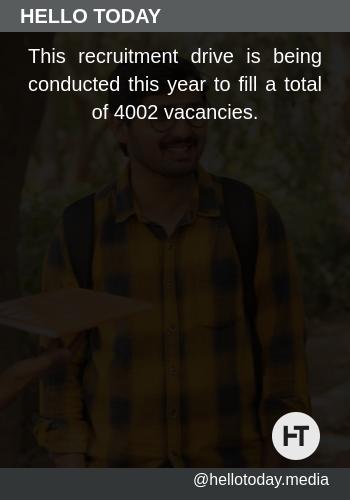 HELLO TODAY
This recruitment drive is being
conducted this year to fill a total
of 4002 vacancies.
HT
@hellotoday.media